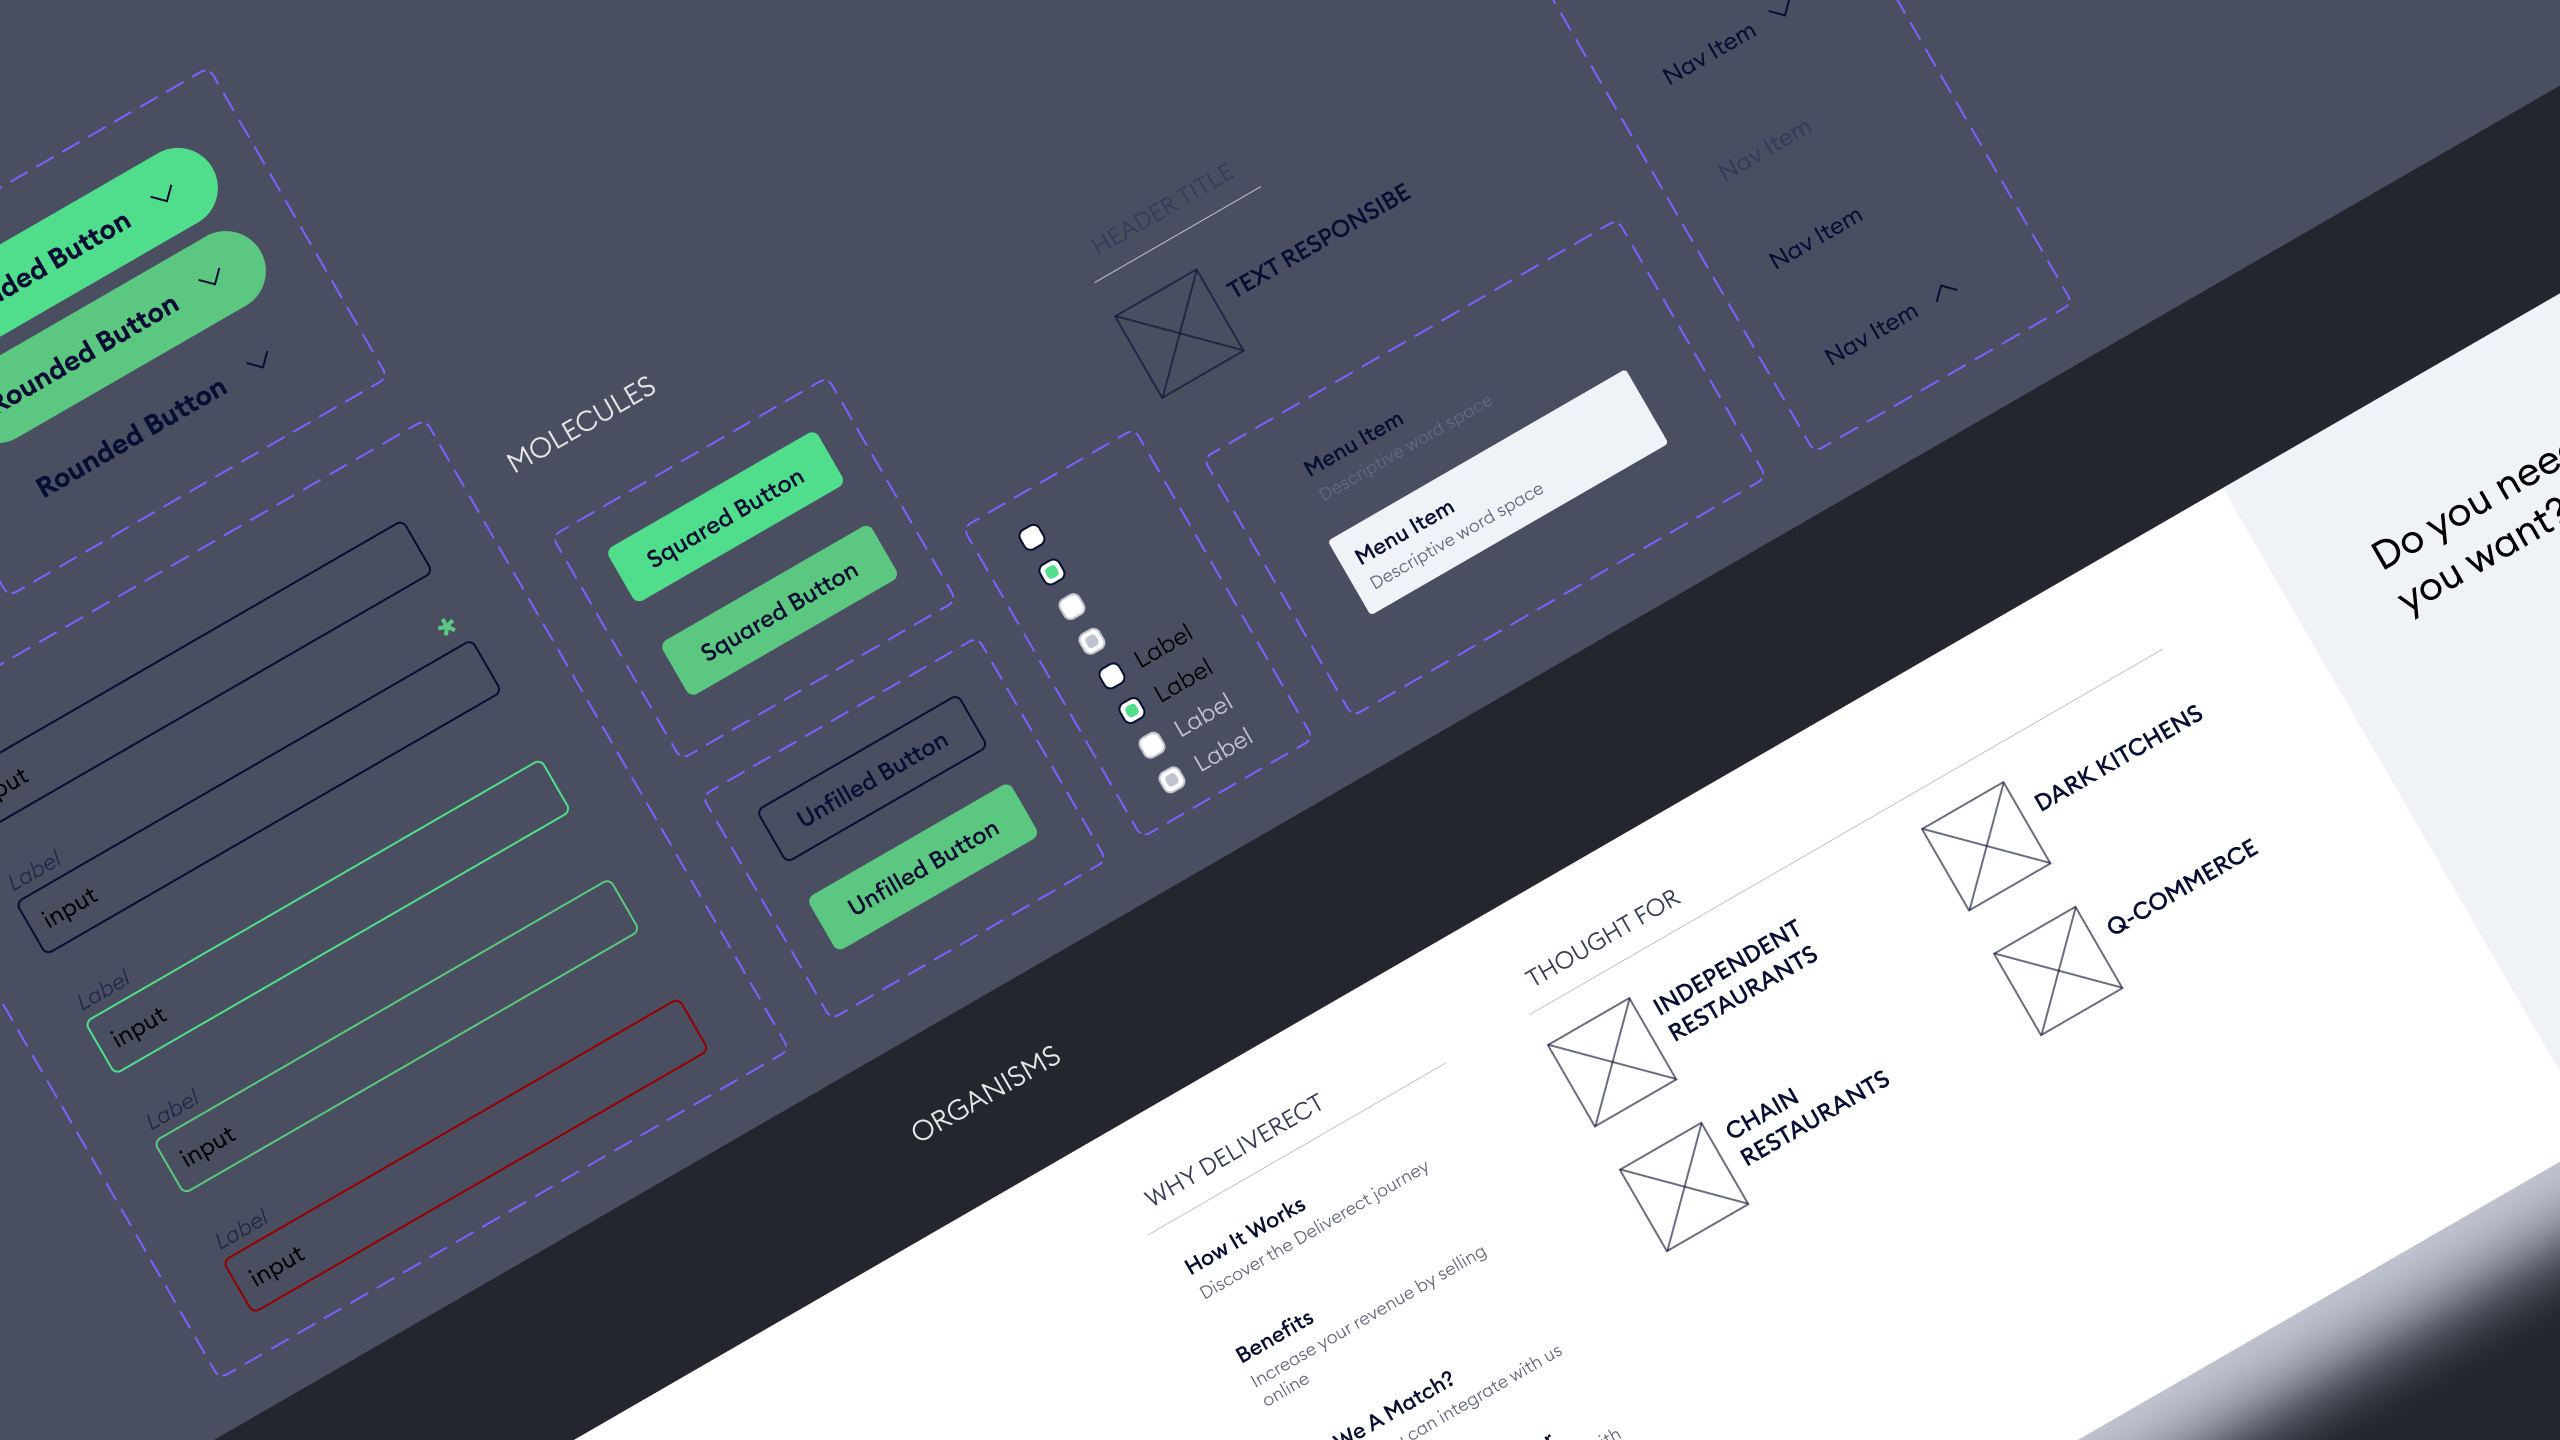 Button
Rounded Button
Rounded Button
Label
input
Label
input
Label
input
Label
input
MOLECULES
Squared Button
Squared Button
Unfilled Button
Unfilled Button
Label
Label
Label
Label
HEADER TITLE
TEXT RESPONSIBE
Menu Item
Descriptive word space
Menu Item
Descriptive word space
Nav Item
Nav Item
Nav Item
Nav Item
ORGANISMS
WHY DELIVERECT
How It Works
Discover the Deliverect journey
Benefits
Increase your revenue by selling
online
We A Match?
can integrate with us
THOUGHT FOR
INDEPENDENT
RESTAURANTS
CHAIN
RESTAURANTS
DARK KITCHENS
Q-COMMERCE
Do you
you want?